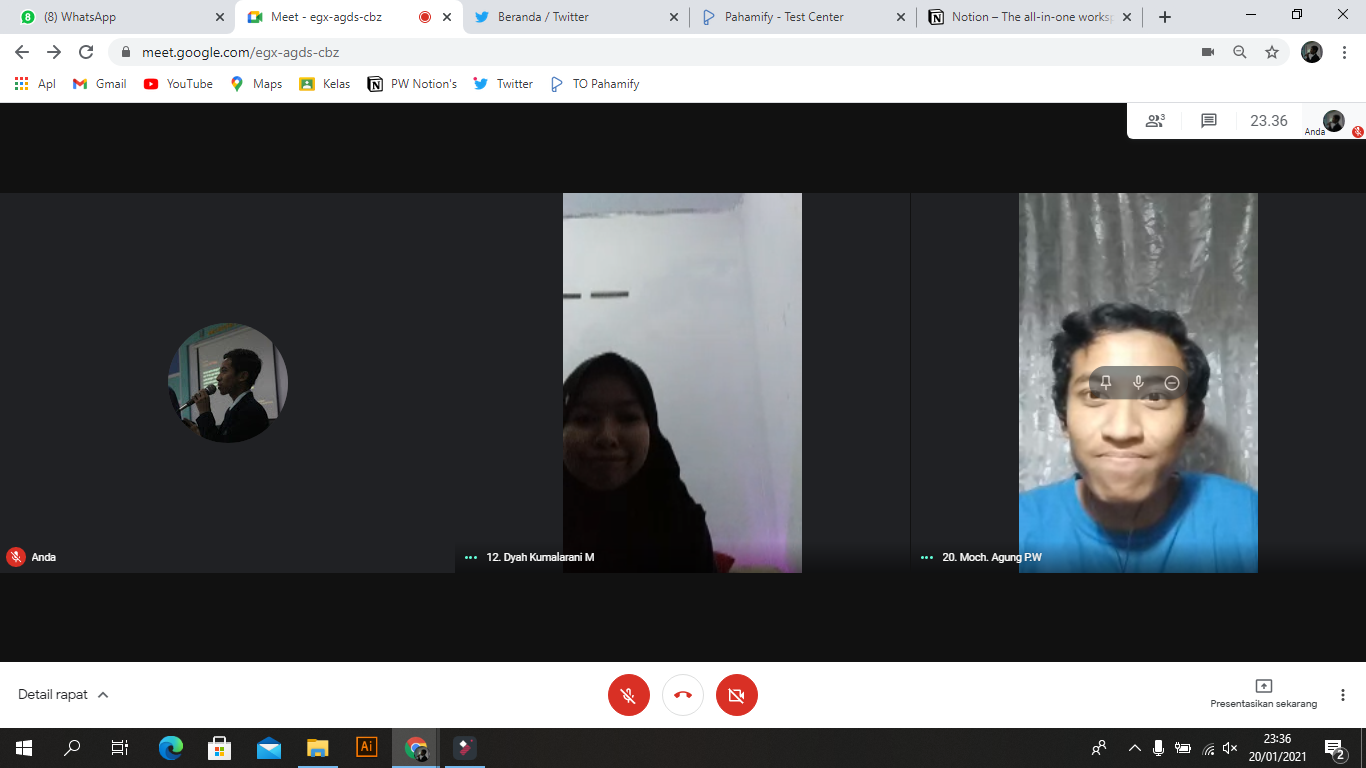 (8) WhatsApp
Meet - egx-agds-cbz
Beranda / Twitter
Pahamify - Test Center
Notion – The all-in-one works
meet.google.com/egx-agds-cbz
Apl
Gmail
YouTube
Maps
Kelas
PW Notion's
Twitter
TO Pahamify
3
23.36
Anda
Anda
12. Dyah Kumalarani M
20. Moch. Agung P.W
Detail rapat
Presentasikan sekarang
Ai
23:36
20/01/2021
2